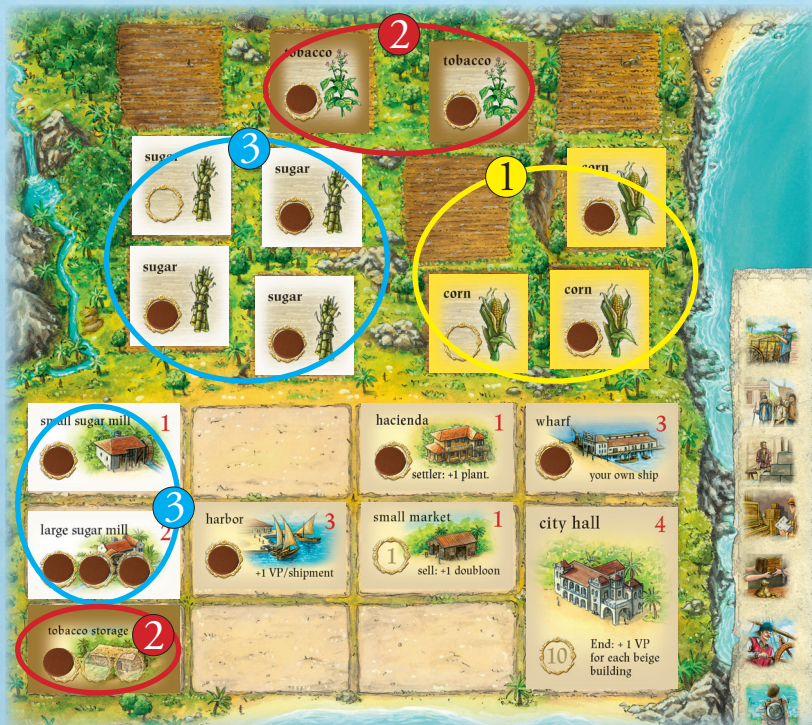 2
tobacco
tobacco
3
sugar
sugar
1
corn
sugar
sugar
corn
corn
small sugar mill 1
hacienda 1
settler: +1 plant.
wharf 3
your own ship
3
large sugar mill 2
harbor 3
+1 VP/shipment
small market 1
1
sell: +1 doubloon
city hall 4
tobacco storage
2
10
End: + 1 VP
for each beige
building